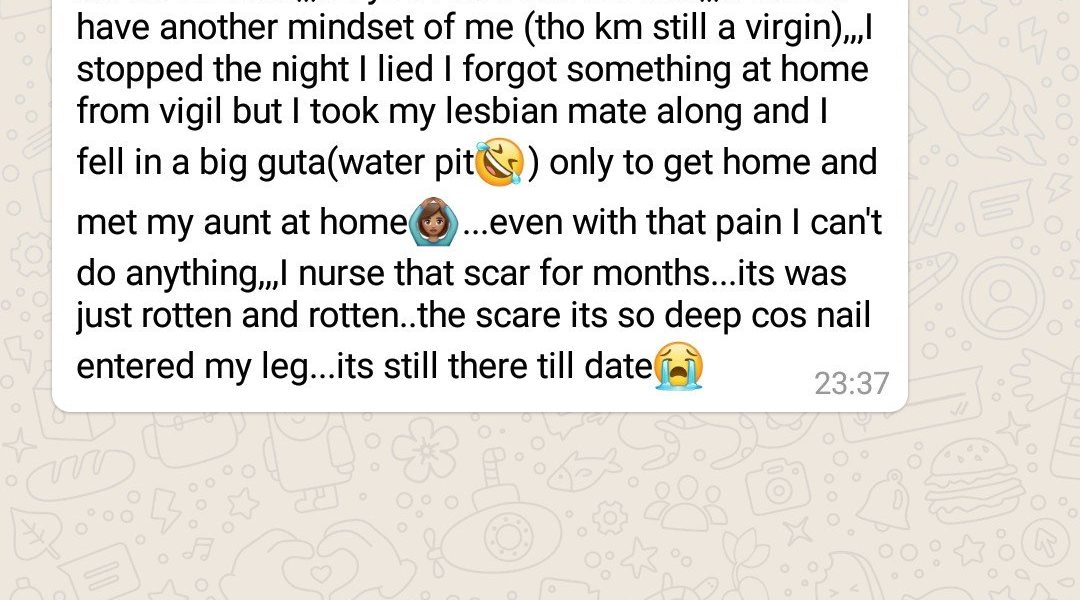 have another mindset of me (tho km still a virgin),,,I
stopped the night I lied I forgot something at home
from vigil but I took my lesbian mate along and I
fell in a big guta(water pit🤣) only to get home and
met my aunt at home🙆🏾‍♀️...even with that pain I can't
do anything,,,I nurse that scar for months...its was
just rotten and rotten..the scare its so deep cos nail
entered my leg...its still there till date😭
23:37